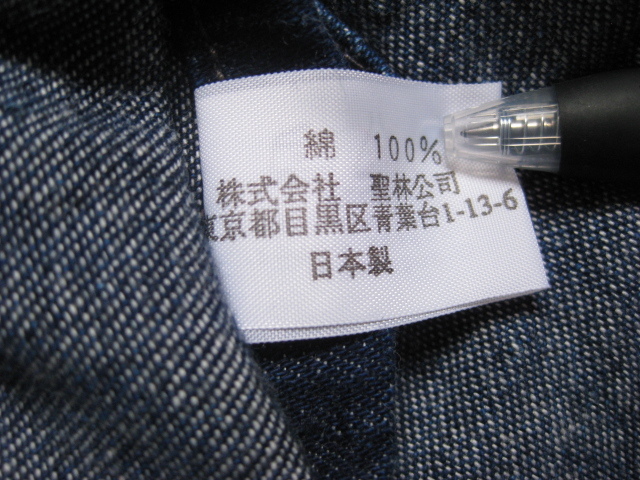 綿 100%
株式会社 聖林公司
東京都目黒区青葉台1-13-6
日本製